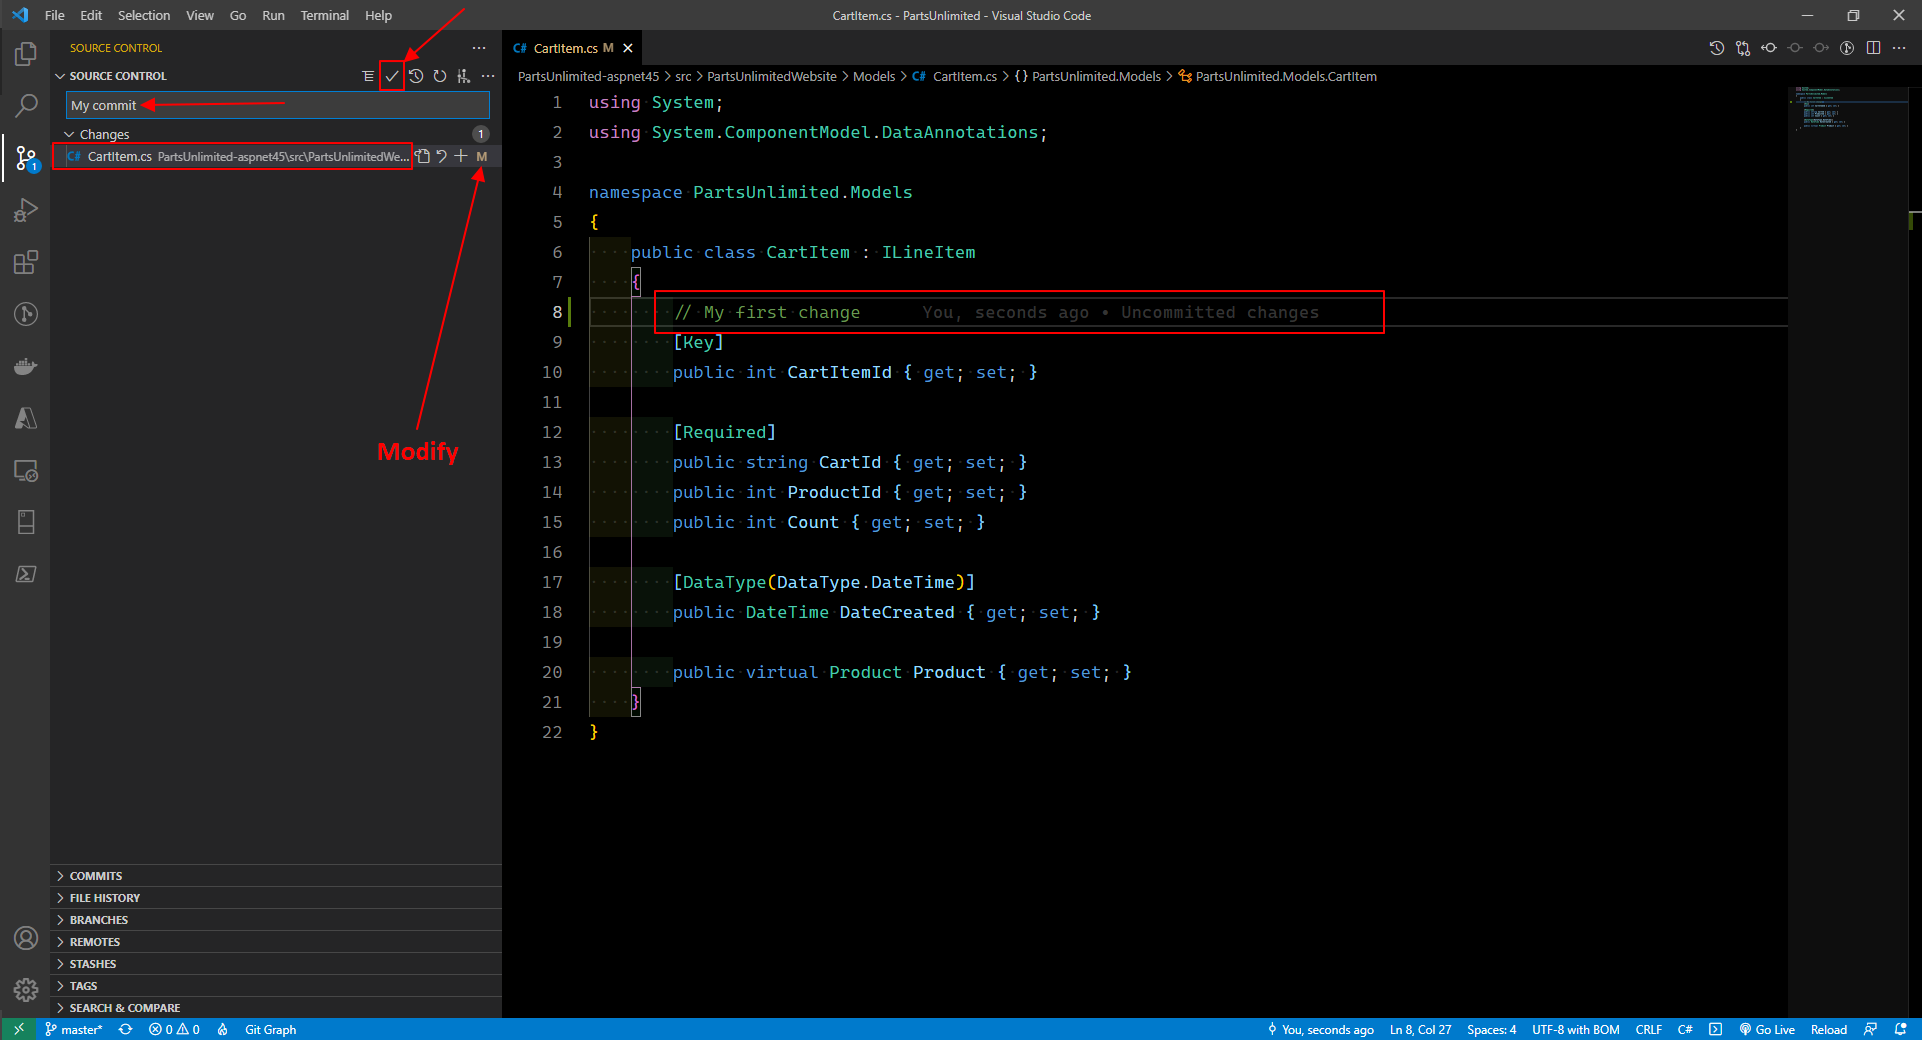 File Edit Selection View Go Run Terminal Help
CartItem.cs - PartsUnlimited - Visual Studio Code
SOURCE CONTROL
SOURCE CONTROL
My commit
Changes 1
C# CartItem.cs PartsUnlimited-aspnet45\src\PartsUnlimitedWe... M
1
Modify
COMMITS
FILE HISTORY
BRANCHES
REMOTES
STASHES
TAGS
SEARCH & COMPARE
C# CartItem.cs M
PartsUnlimited-aspnet45 > src > PartsUnlimitedWebsite > Models > C# CartItem.cs > {} PartsUnlimited.Models > PartsUnlimited.Models.CartItem
1 using System;
2 using System.ComponentModel.DataAnnotations;
3
4 namespace PartsUnlimited.Models
5 {
6 public class CartItem : ILineItem
7 {
8 // My first change You, seconds ago • Uncommitted changes
9 [Key]
10 public int CartItemId { get; set; }
11
12 [Required]
13 public string CartId { get; set; }
14 public int ProductId { get; set; }
15 public int Count { get; set; }
16
17 [DataType(DataType.DateTime)]
18 public DateTime DateCreated { get; set; }
19
20 public virtual Product Product { get; set; }
21 }
22 }
master* 0 0 Git Graph
You, seconds ago Ln 8, Col 27 Spaces: 4 UTF-8 with BOM CRLF C# Go Live Reload